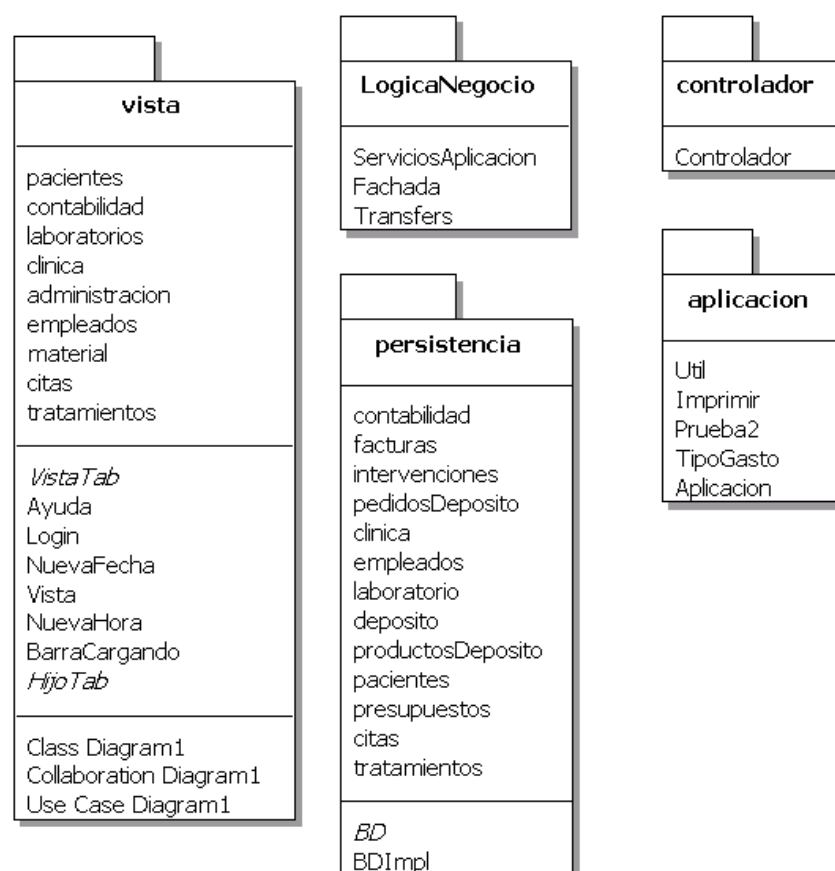 vista
pacientes
contabilidad
laboratorios
clinica
administracion
empleados
material
citas
tratamientos
VistaTab
Ayuda
Login
NuevaFecha
Vista
NuevaHora
BarraCargando
HijoTab
Class Diagram1
Collaboration Diagram1
Use Case Diagram1
LogicaNegocio
ServiciosAplicacion
Fachada
Transfers
persistencia
contabilidad
facturas
intervenciones
pedidosDeposito
clinica
empleados
laboratorio
deposito
productosDeposito
pacientes
presupuestos
citas
tratamientos
BD
BDImpl
controlador
Controlador
aplicacion
Util
Imprimir
Prueba2
TipoGasto
Aplicacion